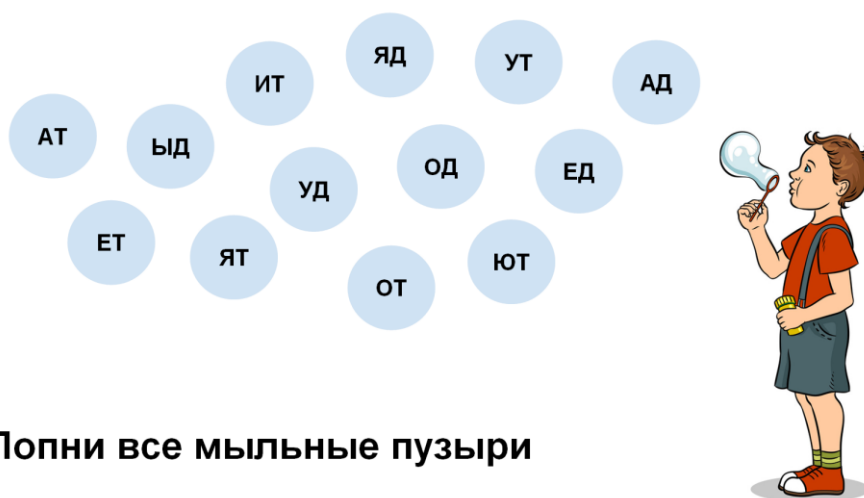 АТ
ЫД
ИТ
ЯД
УТ
АД
ЕТ
ЯТ
УД
ОД
ЕД
ОТ
ЮТ
Лопни все мыльные пузыри